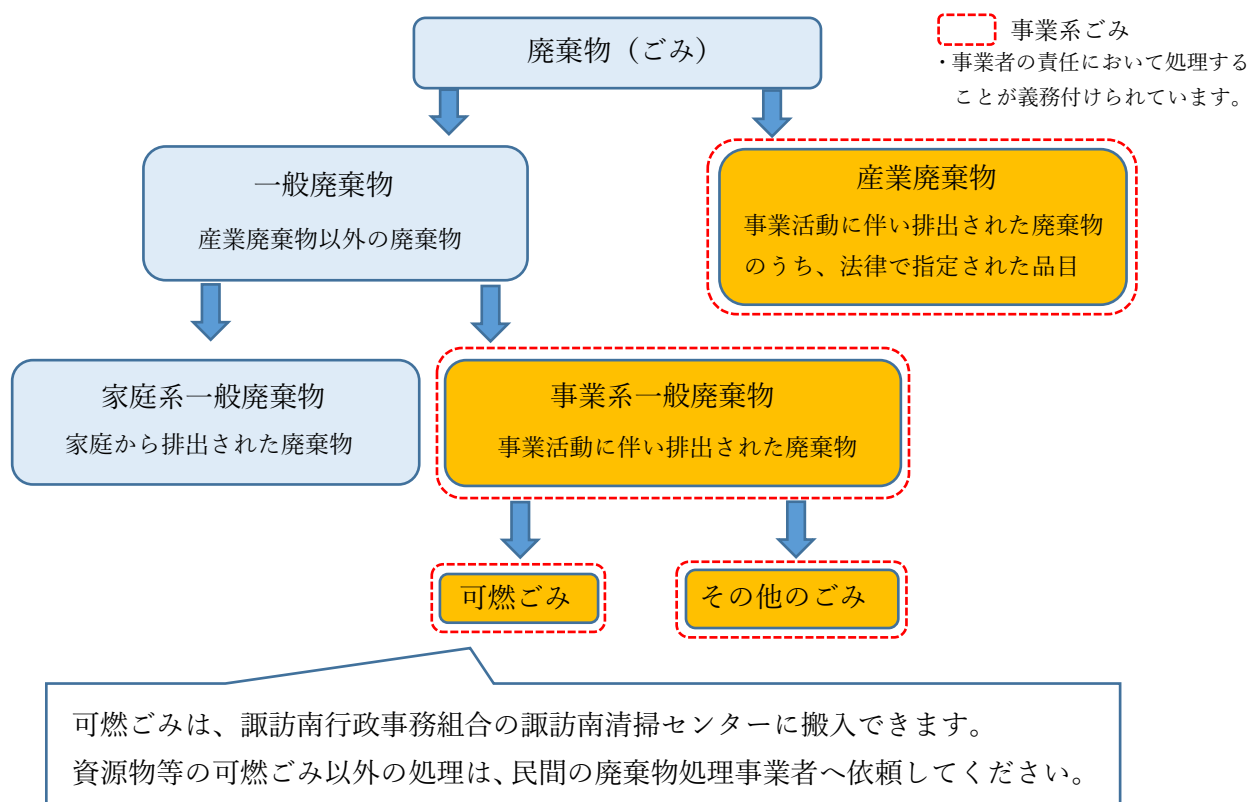 廃棄物（ごみ）
事業系ごみ
・事業者の責任において処理する
ことが義務付けられています。
一般廃棄物
産業廃棄物以外の廃棄物
産業廃棄物
事業活動に伴い排出された廃棄物
のうち、法律で指定された品目
家庭系一般廃棄物
家庭から排出された廃棄物
事業系一般廃棄物
事業活動に伴い排出された廃棄物
可燃ごみ
その他のごみ
可燃ごみは、諏訪南行政事務組合の諏訪南清掃センターに搬入できます。
資源物等の可燃ごみ以外の処理は、民間の廃棄物処理事業者へ依頼してください。